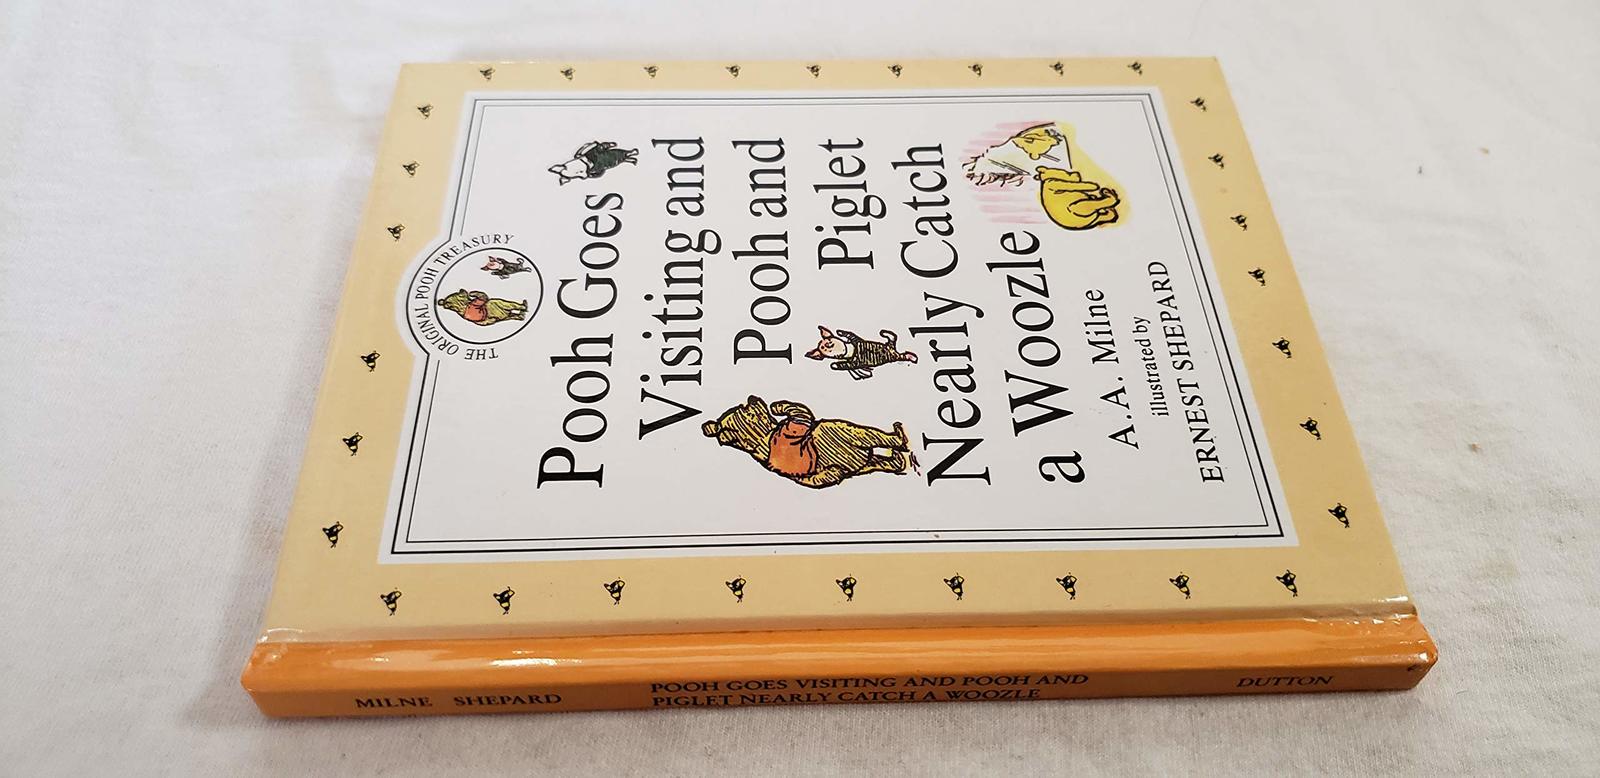 THE ORIGINAL POOH TREASURY
Pooh Goes
Visiting and
Pooh and
Piglet
Nearly Catch
a Woozle
A. A. Milne
illustrated by
ERNEST SHEPARD
MILNE SHEPARD
POOH GOES VISITING AND POOH AND
PIGLET NEARLY CATCH A WOOZLE
DUTTON